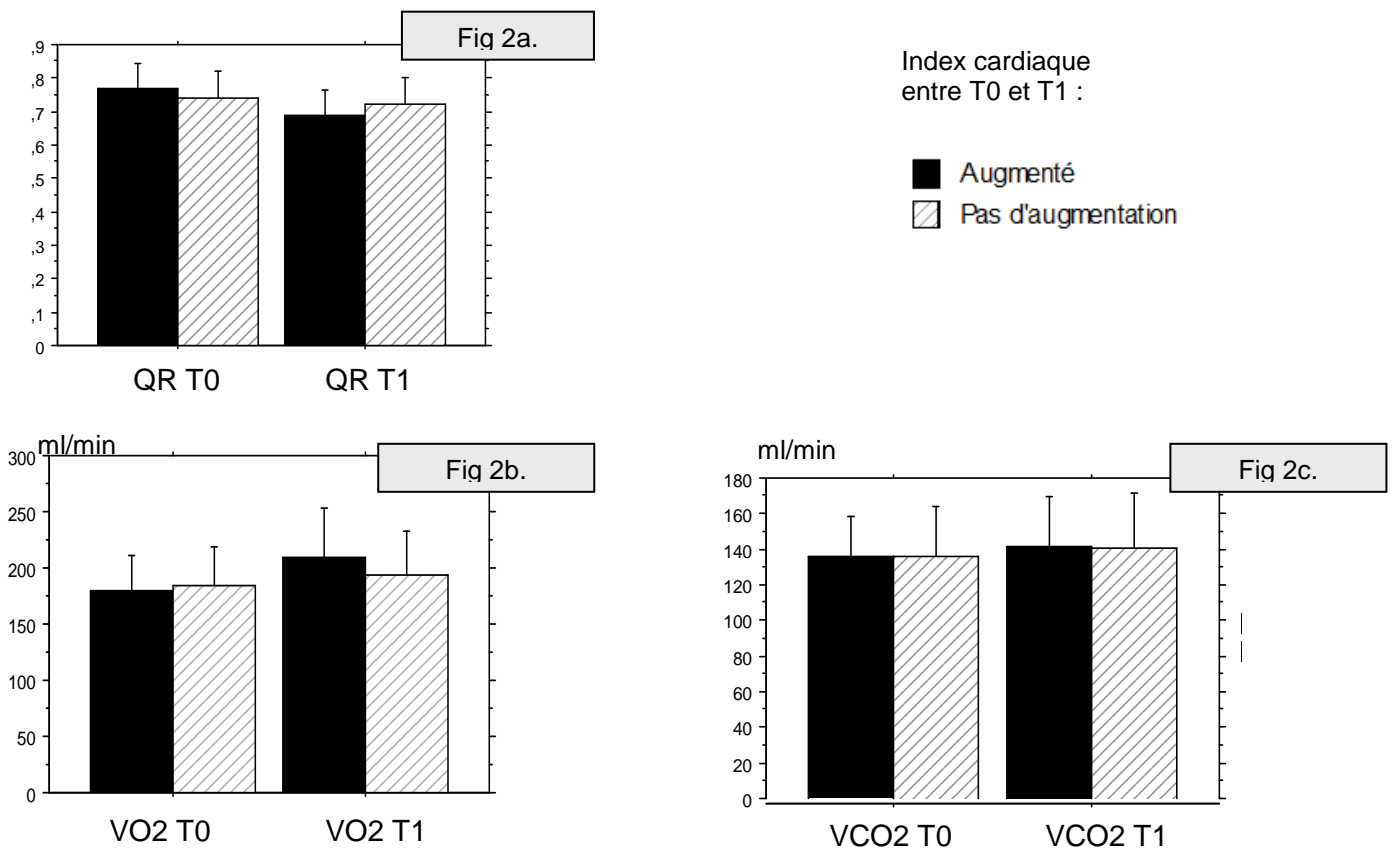 Fig 2a.
,9
,8
,7
,6
,5
,4
,3
,2
,1
0
QR T0 QR T1
Index cardiaque
entre T0 et T1 :
Augmenté
Pas d'augmentation
ml/min
Fig 2b.
300
250
200
150
100
50
0
VO2 T0 VO2 T1
ml/min
Fig 2c.
180
160
140
120
100
80
60
40
20
0
VCO2 T0 VCO2 T1